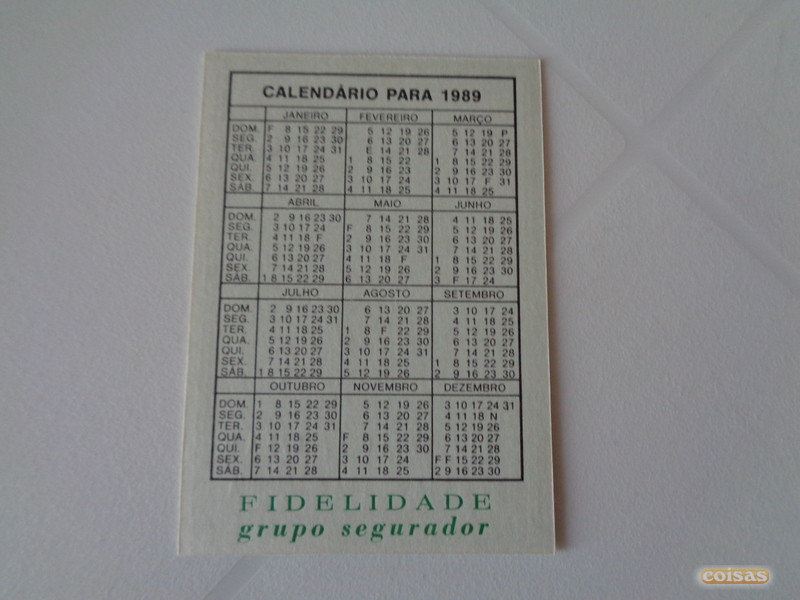 CALENDÁRIO PARA 1989
JANEIRO FEVEREIRO MARÇO
DOM. F 8 15 22 29 5 12 19 26 5 12 19 P
SEG. 2 9 16 23 30 6 13 20 27 6 13 20 27
TER. 3 10 17 24 31 E 14 21 28 7 14 21 28
QUA. 4 11 18 25 1 8 15 22 1 8 15 22 29
QUI. 5 12 19 26 2 9 16 23 2 9 16 23 30
SEX. 6 13 20 27 3 10 17 24 3 10 17 F 31
SÁB. 7 14 21 28 4 11 18 25 4 11 18 25
ABRIL MAIO JUNHO
DOM. 2 9 16 23 30 7 14 21 28 4 11 18 25
SEG. 3 10 17 24 F 8 15 22 29 5 12 19 26
TER. 4 11 18 F 2 9 16 23 30 6 13 20 27
QUA. 5 12 19 26 3 10 17 24 31 7 14 21 28
QUI. 6 13 20 27 4 11 18 F 1 8 15 22 29
SEX. 7 14 21 28 5 12 19 26 2 9 16 23 30
SÁB. 1 8 15 22 29 6 13 20 27 3 F 17 24
JULHO AGOSTO SETEMBRO
DOM. 2 9 16 23 30 6 13 20 27 3 10 17 24
SEG. 3 10 17 24 31 7 14 21 28 4 11 18 25
TER. 4 11 18 25 1 8 F 22 29 5 12 19 26
QUA. 5 12 19 26 2 9 16 23 30 6 13 20 27
QUI. 6 13 20 27 3 10 17 24 31 7 14 21 28
SEX. 7 14 21 28 4 11 18 25 1 8 15 22 29
SÁB. 1 8 15 22 29 5 12 19 26 2 9 16 23 30
OUTUBRO NOVEMBRO DEZEMBRO
DOM. 1 8 15 22 29 5 12 19 26 3 10 17 24 31
SEG. 2 9 16 23 30 6 13 20 27 4 11 18 N
TER. 3 10 17 24 31 7 14 21 28 5 12 19 26
QUA. 4 11 18 25 F 8 15 22 29 6 13 20 27
QUI. F 12 19 26 2 9 16 23 30 7 14 21 28
SEX. 6 13 20 27 3 10 17 24 F F 15 22 29
SÁB. 7 14 21 28 4 11 18 25 2 9 16 23 30
FIDELIDADE
grupo segurador
coisas